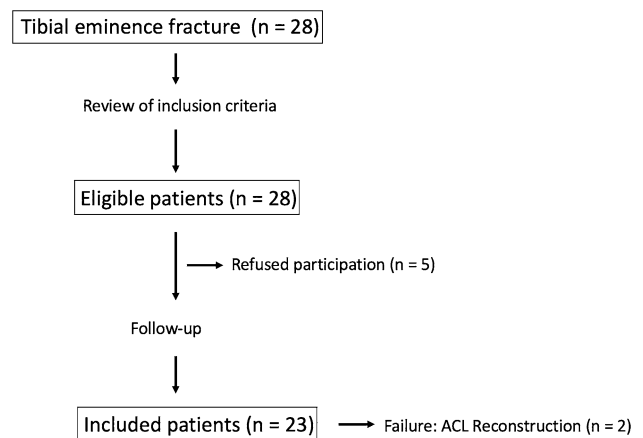 Tibial eminence fracture (n = 28)
Review of inclusion criteria
Eligible patients (n = 28)
Refused participation (n = 5)
Follow-up
Included patients (n = 23)
Failure: ACL Reconstruction (n = 2)